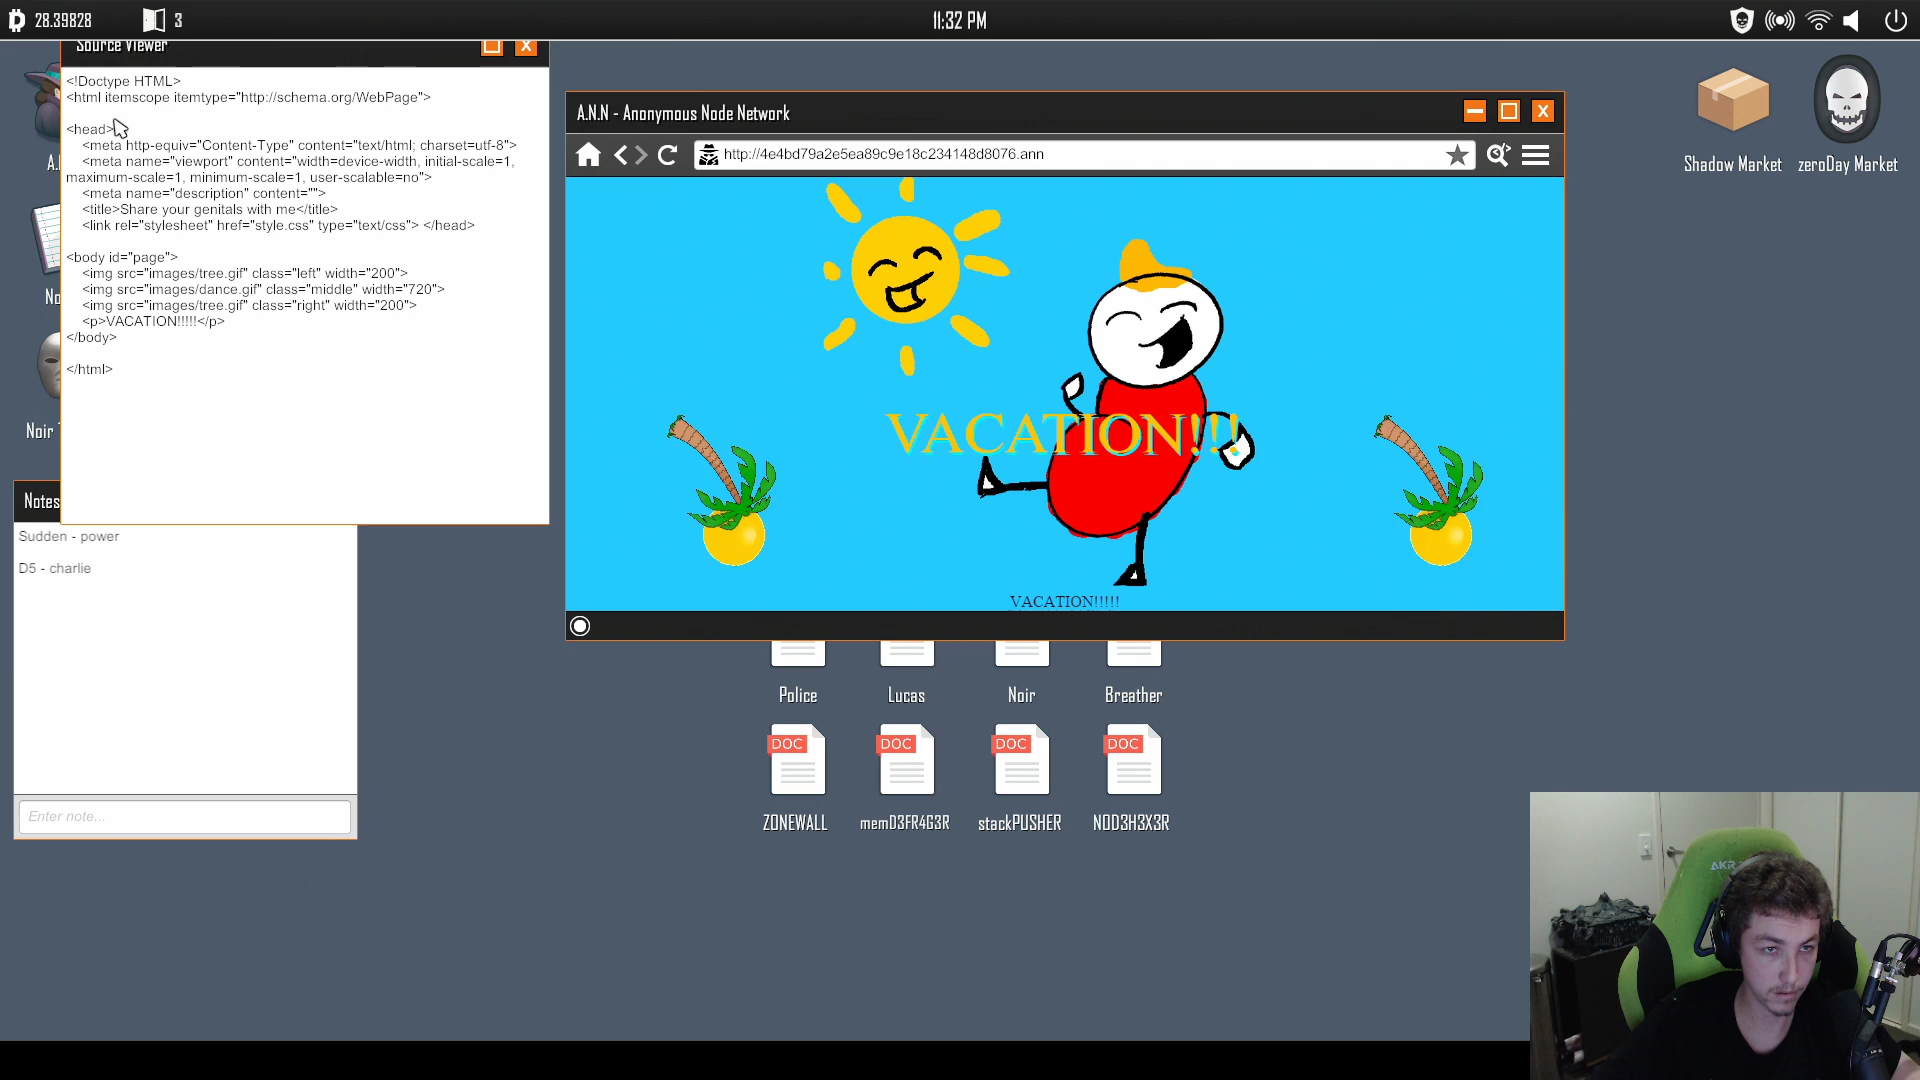 28.39828
3
11:32 PM
Source Viewer
<!Doctype HTML>
<html itemscope itemtype="http://schema.org/WebPage">
<head>
<meta http-equiv="Content-Type" content="text/html; charset=utf-8">
<meta name="viewport" content="width=device-width, initial-scale=1,
maximum-scale=1, minimum-scale=1, user-scalable=no">
<meta name="description" content="">
<title>Share your genitals with me</title>
<link rel="stylesheet" href="style.css" type="text/css"> </head>
<body id="page">
<img src="images/tree.gif" class="left" width="200">
<img src="images/dance.gif" class="middle" width="720">
<img src="images/tree.gif" class="right" width="200">
<p>VACATION!!!!!</p>
</body>
</html>
A.N.N - Anonymous Node Network
http://4e4bd79a2e5ea89c9e18c234148d8076.ann
VACATION!!!
VACATION!!!!!
Shadow Market
zeroDay Market
Noir
Notes
Sudden - power
D5 - charlie
Enter note...
Police
Lucas
Noir
Breather
DOC
DOC
DOC
DOC
ZONEWALL
memD3FR4G3R
stackPUSHER
N0D3H3X3R
AKR